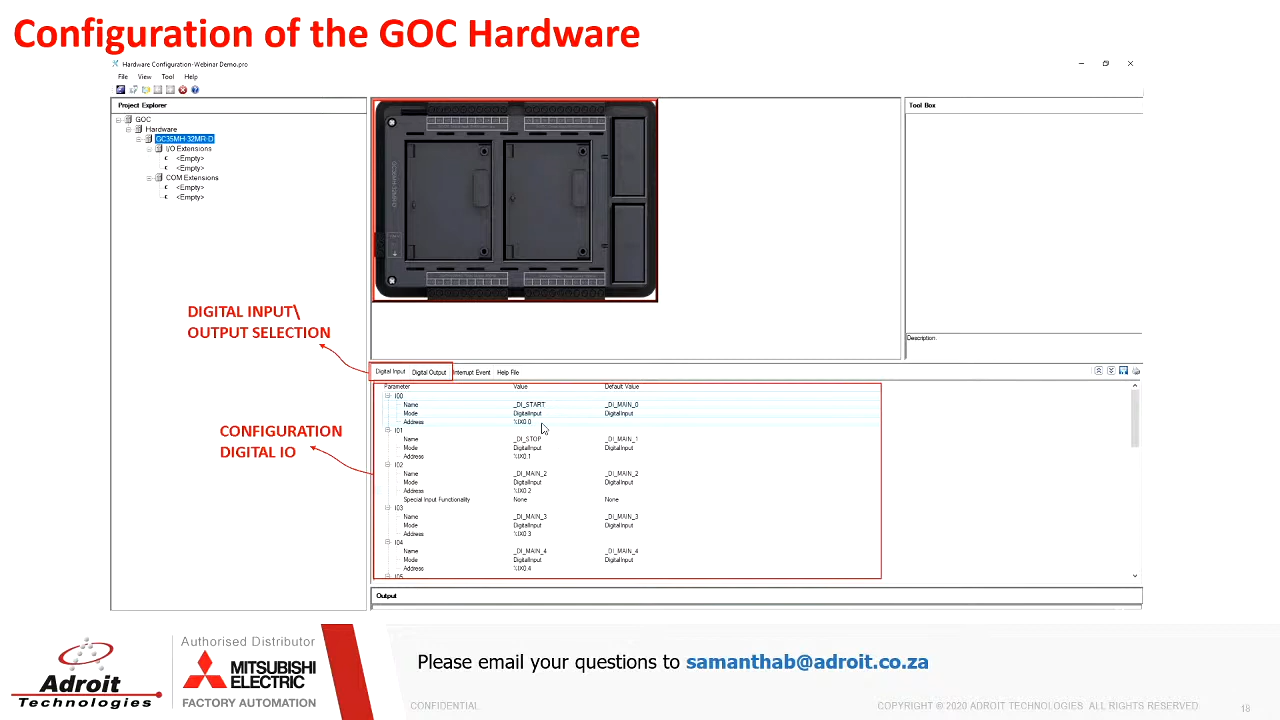 Configuration of the GOC Hardware
Hardware Configuration-Webinar Demo.pro
File View Tool Help
Project Explorer
GOC
Hardware
GC35MH-32MR-D
I/O Extensions
<Empty>
<Empty>
COM Extensions
<Empty>
<Empty>
Tool Box
Description.
DIGITAL INPUT\
OUTPUT SELECTION
CONFIGURATION
DIGITAL IO
Digital Input Digital Output Interrupt Event Help File
Parameter Value Default Value
I00
Name _DI_START _DI_MAIN_0
Mode DigitalInput DigitalInput
Address %IX0.0
I01
Name _DI_STOP _DI_MAIN_1
Mode DigitalInput DigitalInput
Address %IX0.1
I02
Name _DI_MAIN_2 _DI_MAIN_2
Mode DigitalInput DigitalInput
Address %IX0.2
Special Input Functionality None None
I03
Name _DI_MAIN_3 _DI_MAIN_3
Mode DigitalInput DigitalInput
Address %IX0.3
I04
Name _DI_MAIN_4 _DI_MAIN_4
Mode DigitalInput DigitalInput
Address %IX0.4
I05
Output
Adroit
Technologies
Authorised Distributor
MITSUBISHI
ELECTRIC
FACTORY AUTOMATION
Please email your questions to samanthab@adroit.co.za
CONFIDENTIAL
COPYRIGHT © 2020 ADROIT TECHNOLOGIES ALL RIGHTS RESERVED.
18